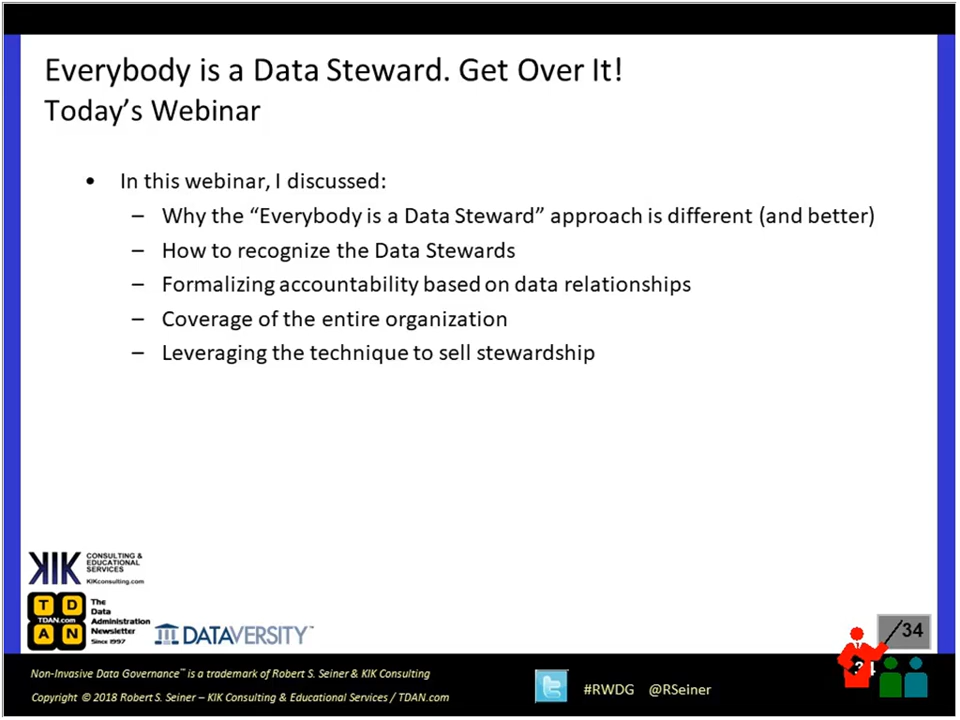 Everybody is a Data Steward. Get Over It!
Today's Webinar
• In this webinar, I discussed:
– Why the “Everybody is a Data Steward” approach is different (and better)
– How to recognize the Data Stewards
– Formalizing accountability based on data relationships
– Coverage of the entire organization
– Leveraging the technique to sell stewardship
KIK
CONSULTING &
EDUCATIONAL
SERVICES
KIKconsulting.com
T D
TDAN.com
A N
The
Data
Administration
Newsletter
Since 1997
DATAVERSITY™
/34
34
Non-Invasive Data Governance™ is a trademark of Robert S. Seiner & KIK Consulting
Copyright © 2018 Robert S. Seiner – KIK Consulting & Educational Services / TDAN.com
#RWDG @RSeiner